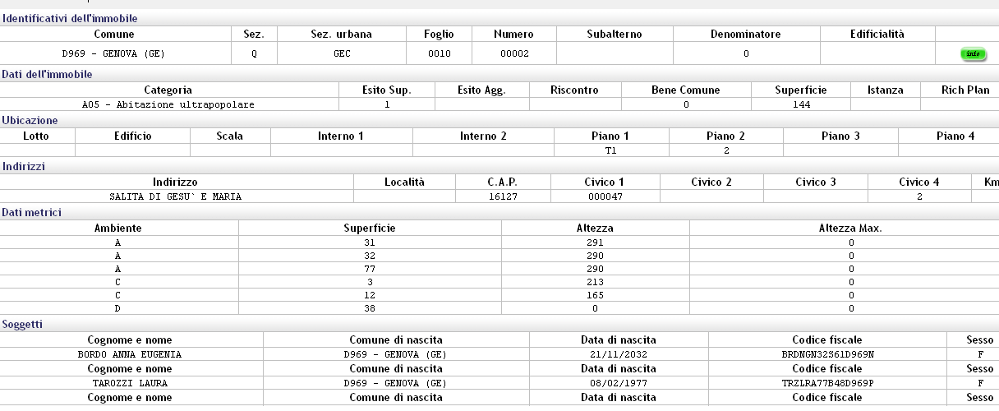 Identificativi dell'immobile
Comune Sez. Sez. urbana Foglio Numero Subalterno Denominatore Edificialità
D969 - GENOVA (GE) Q GEC 0010 00002 0 info
Dati dell'immobile
Categoria Esito Sup. Esito Agg. Riscontro Bene Comune Superficie Istanza Rich Plan
A05 - Abitazione ultrapopolare 1 0 144
Ubicazione
Lotto Edificio Scala Interno 1 Interno 2 Piano 1 Piano 2 Piano 3 Piano 4
T1 2
Indirizzi
Indirizzo Località C.A.P. Civico 1 Civico 2 Civico 3 Civico 4 Km
SALITA DI GESU` E MARIA 16127 000047 2
Dati metrici
Ambiente Superficie Altezza Altezza Max.
A 31 291 0
A 32 290 0
A 77 290 0
C 3 213 0
C 12 165 0
D 38 0 0
Soggetti
Cognome e nome Comune di nascita Data di nascita Codice fiscale Sesso
BORDO ANNA EUGENIA D969 - GENOVA (GE) 21/11/2032 BRDNGN32S61D969N F
Cognome e nome Comune di nascita Data di nascita Codice fiscale Sesso
TAROZZI LAURA D969 - GENOVA (GE) 08/02/1977 TRZLRA77B48D969P F
Cognome e nome Comune di nascita Data di nascita Codice fiscale Sesso